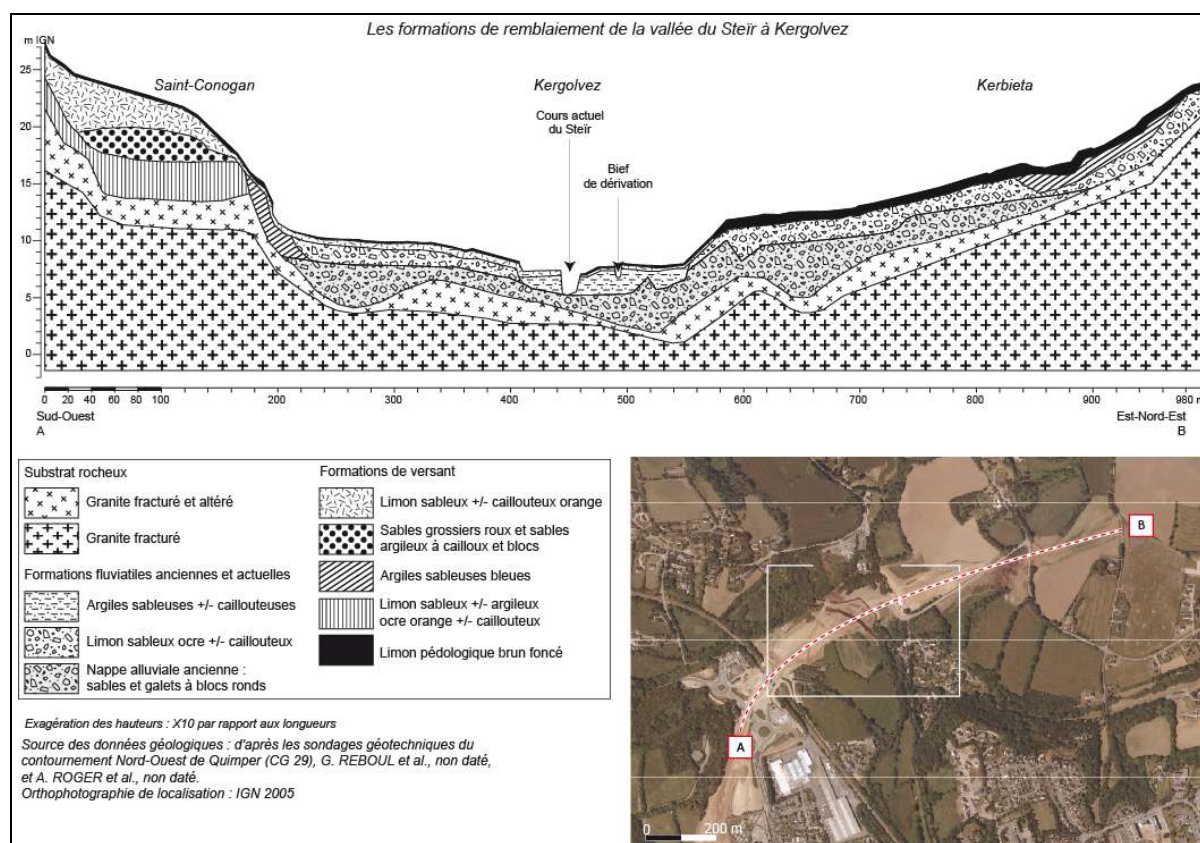 Les formations de remblaiement de la vallée du Steïr à Kergolvez
m IGN
25
20
15
10
5
0
Saint-Conogan
Kergolvez
Kerbieta
Cours actuel
du Steïr
Bief
de dérivation
0 20 40 60 80 100 200 300 400 500 600 700 800 900 980 m
Sud-Ouest
A
Est-Nord-Est
B
Substrat rocheux
Granite fracturé et altéré
Granite fracturé
Formations fluviatiles anciennes et actuelles
Argiles sableuses +/- caillouteuses
Limon sableux ocre +/- caillouteux
Nappe alluviale ancienne :
sables et galets à blocs ronds
Formations de versant
Limon sableux +/- caillouteux orange
Sables grossiers roux et sables
argileux à cailloux et blocs
Argiles sableuses bleues
Limon sableux +/- argileux
ocre orange +/- caillouteux
Limon pédologique brun foncé
Exagération des hauteurs : X10 par rapport aux longueurs
Source des données géologiques : d'après les sondages géotechniques du
contournement Nord-Ouest de Quimper (CG 29), G. REBOUL et al., non daté,
et A. ROGER et al., non daté.
Orthophotographie de localisation : IGN 2005
B
A
0 200 m